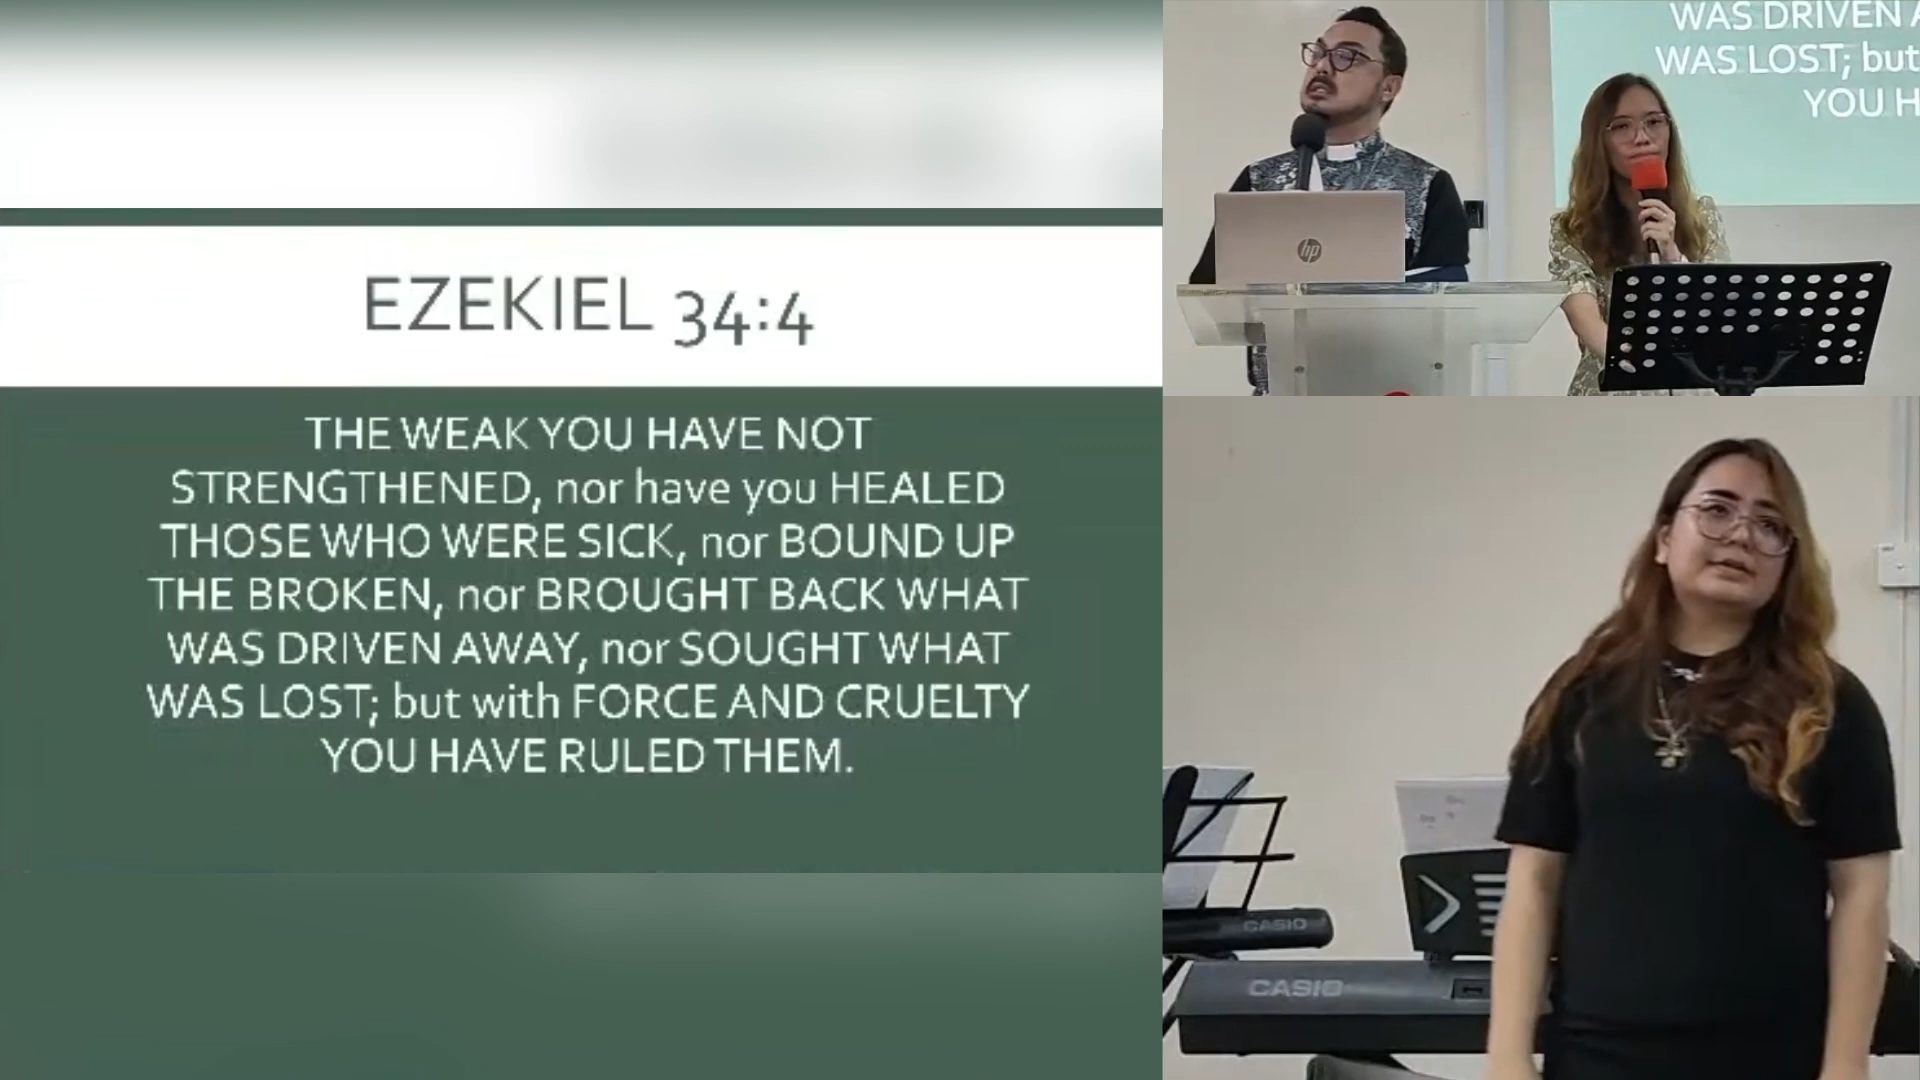 EZEKIEL 34:4
THE WEAK YOU HAVE NOT
STRENGTHENED, nor have you HEALED
THOSE WHO WERE SICK, nor BOUND UP
THE BROKEN, nor BROUGHT BACK WHAT
WAS DRIVEN AWAY, nor SOUGHT WHAT
WAS LOST; but with FORCE AND CRUELTY
YOU HAVE RULED THEM.
WAS DRIVEN
WAS LOST; but
YOU H
hp
CASIO
CASIO